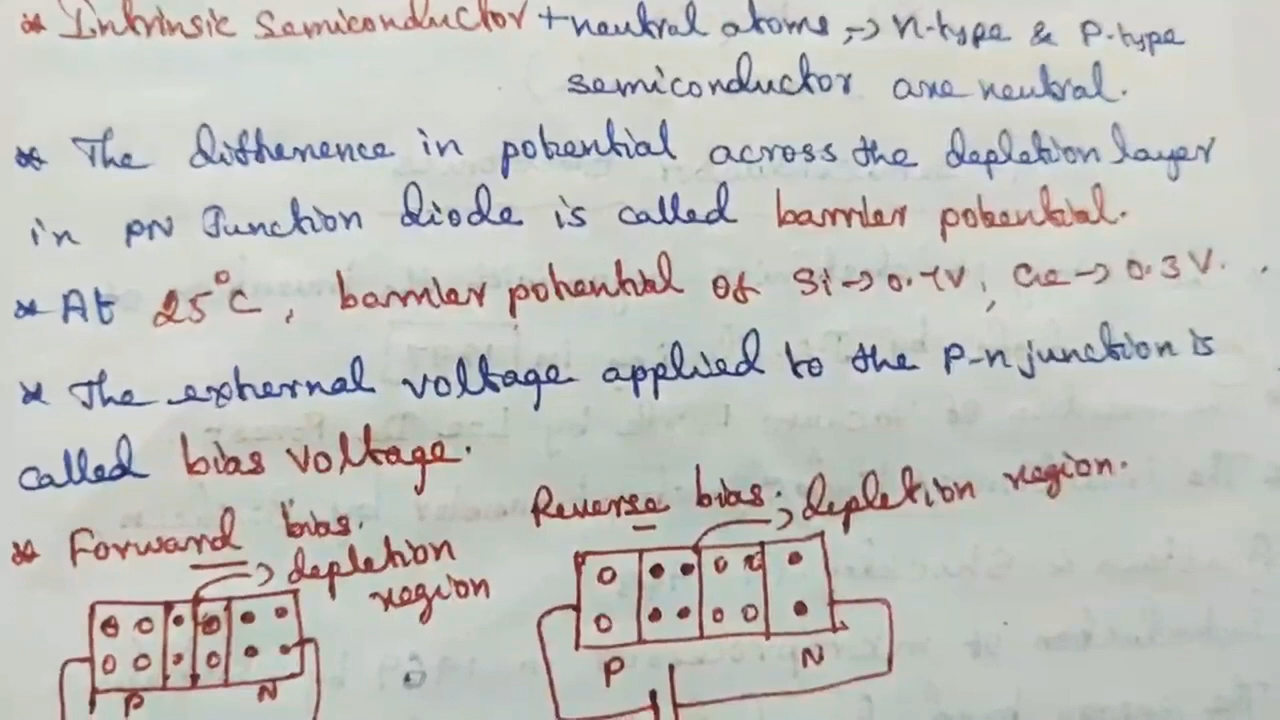 * Intrinsic Semiconductor + neutral atoms, -> n-type & P-type
semiconductor are neutral.
* The difference in potential across the depletion layer
in PN Junction diode is called barrier potential.
* At 25°C, barrier potential of Si -> 0.7V, Ge -> 0.3V.
* The external voltage applied to the P-n junction is
called bias voltage.
* Forward bias.
depletion
region
P
N
Reverse bias.
depletion region.
P
N